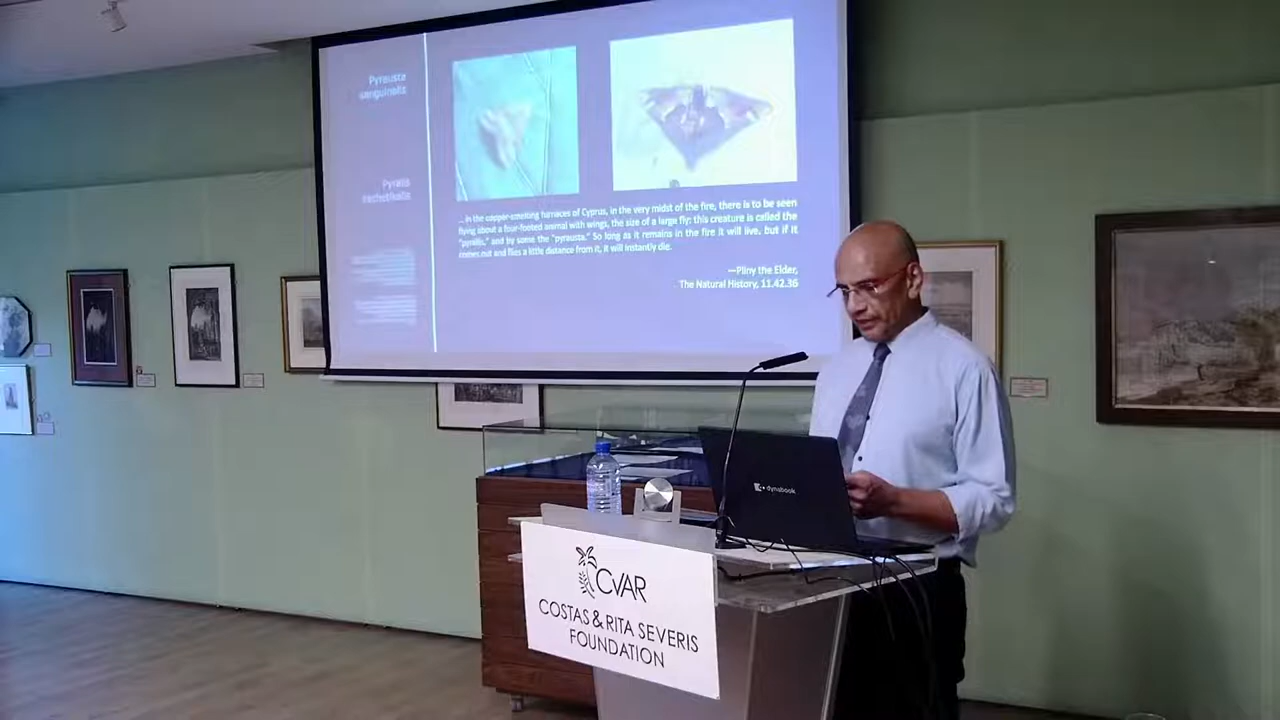 Pyrausta
sanguinalis
Pyralis
... in the copper-smelting furnaces of Cyprus, in the very midst of the fire, there is to be seen
flying about a four-footed animal with wings, the size of a large fly: this creature is called the
"pyrallis," and by some the "pyrausta." So long as it remains in the fire it will live, but if it
comes out and flies a little distance from it, it will instantly die.
—Pliny the Elder,
The Natural History, 11.42.36
dynabook
CVAR
COSTAS & RITA SEVERIS
FOUNDATION